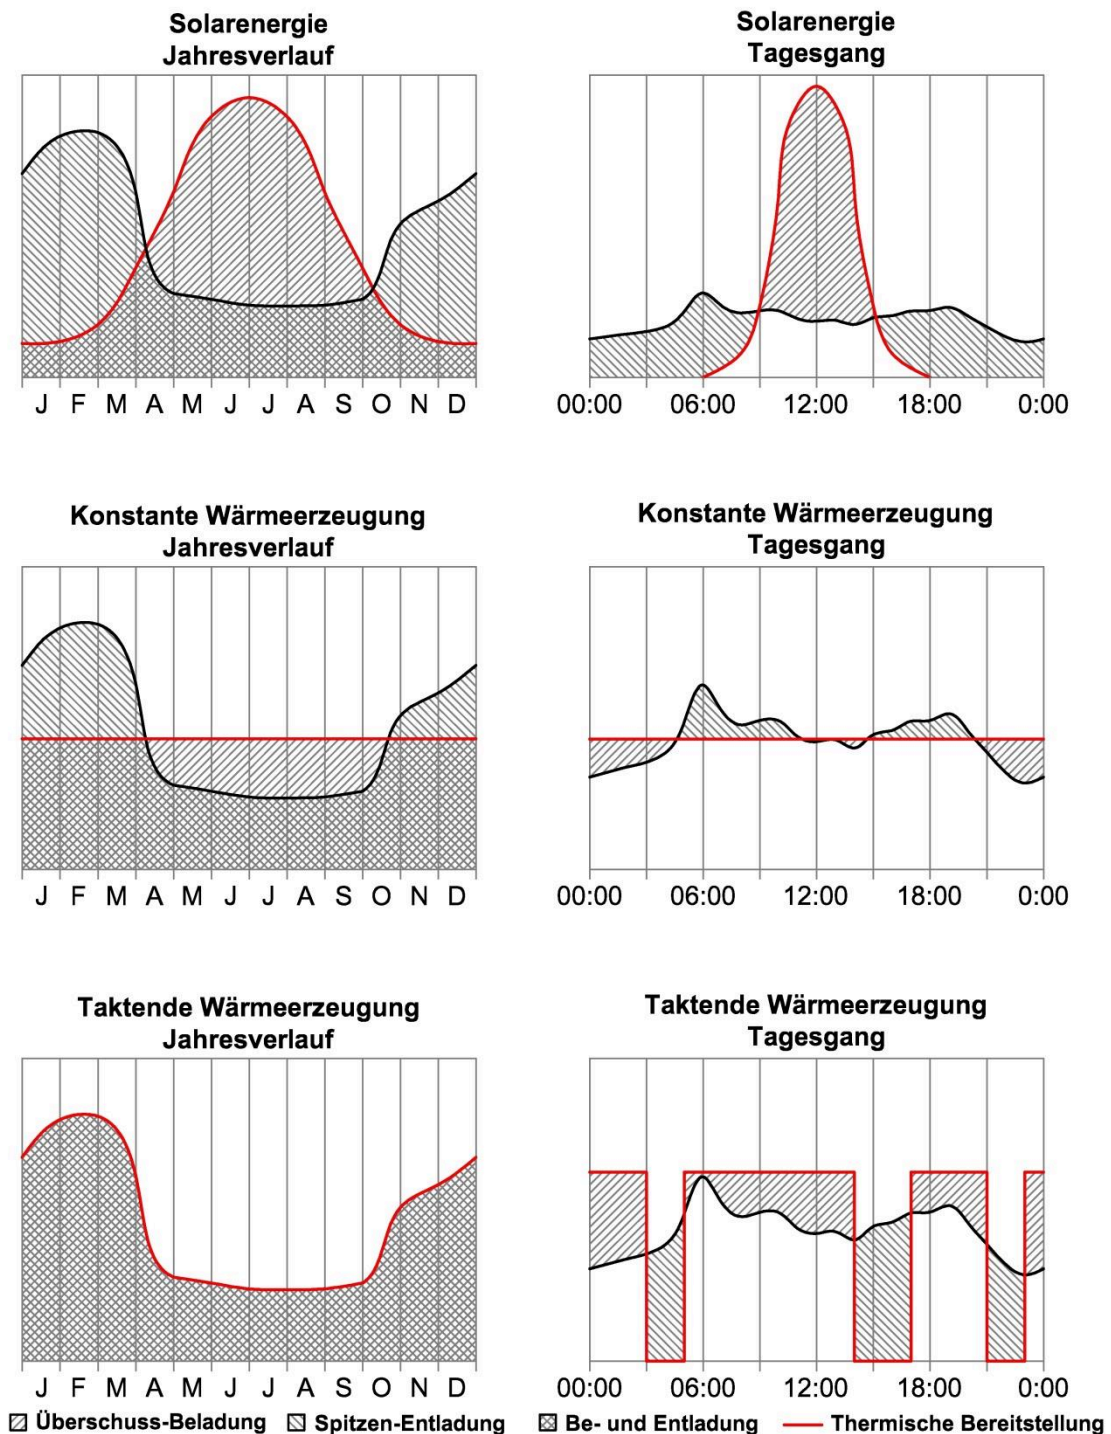 Solarenergie
Jahresverlauf
Solarenergie
Tagesgang
J F M A M J J A S O N D
00:00 06:00 12:00 18:00 0:00
Konstante Wärmeerzeugung
Jahresverlauf
Konstante Wärmeerzeugung
Tagesgang
J F M A M J J A S O N D
00:00 06:00 12:00 18:00 0:00
Taktende Wärmeerzeugung
Jahresverlauf
Taktende Wärmeerzeugung
Tagesgang
J F M A M J J A S O N D
00:00 06:00 12:00 18:00 0:00
Überschuss-Beladung Spitzen-Entladung Be- und Entladung Thermische Bereitstellung